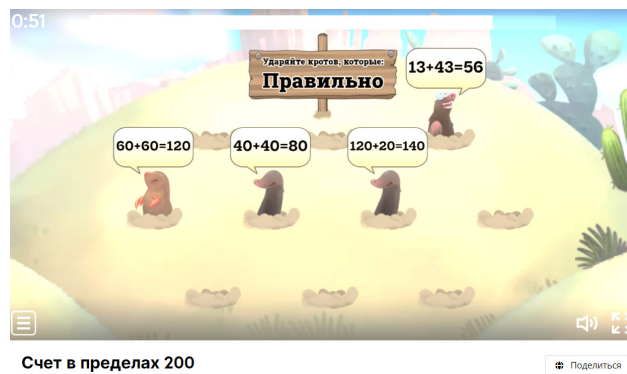 0:51
Ударяйте кротов, которые:
Правильно
13+43=56
60+60=120
40+40=80
120+20=140
Счет в пределах 200
Поделиться